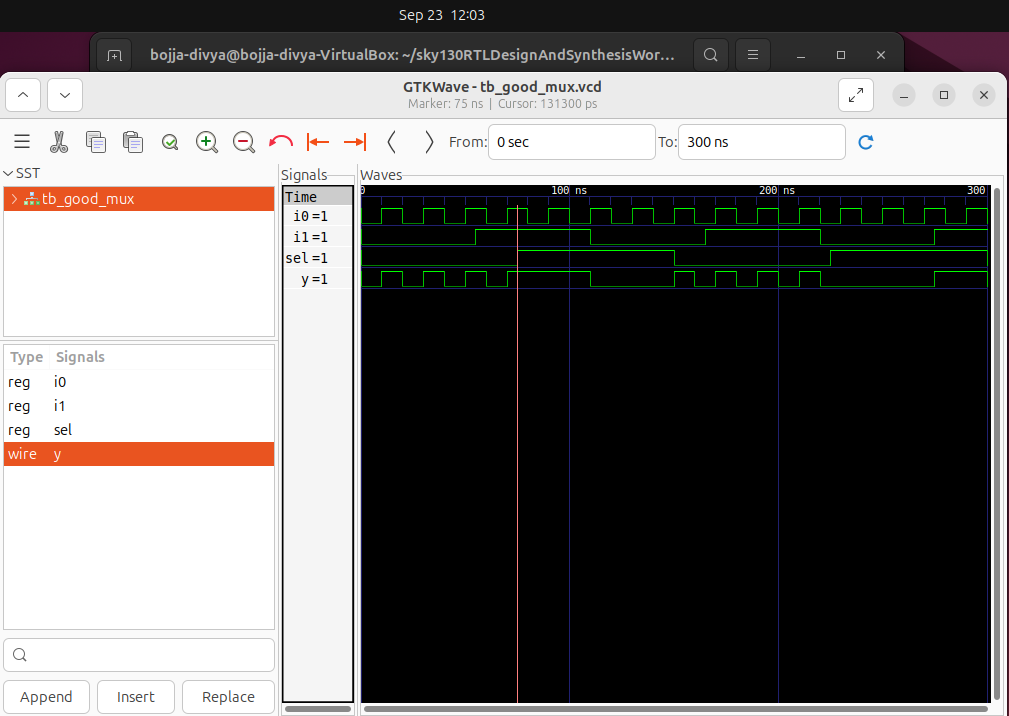 Sep 23 12:03
bojja-divya@bojja-divya-VirtualBox: ~/sky130RTLDesignAndSynthesisWor...
GTKWave - tb_good_mux.vcd
Marker: 75 ns | Cursor: 131300 ps
From: 0 sec To: 300 ns
SST
tb_good_mux
Type Signals
reg i0
reg i1
reg sel
wire y
Append Insert Replace
Signals
Time
i0 =1
i1 =1
sel =1
y =1
Waves
0 100 ns 200 ns 300